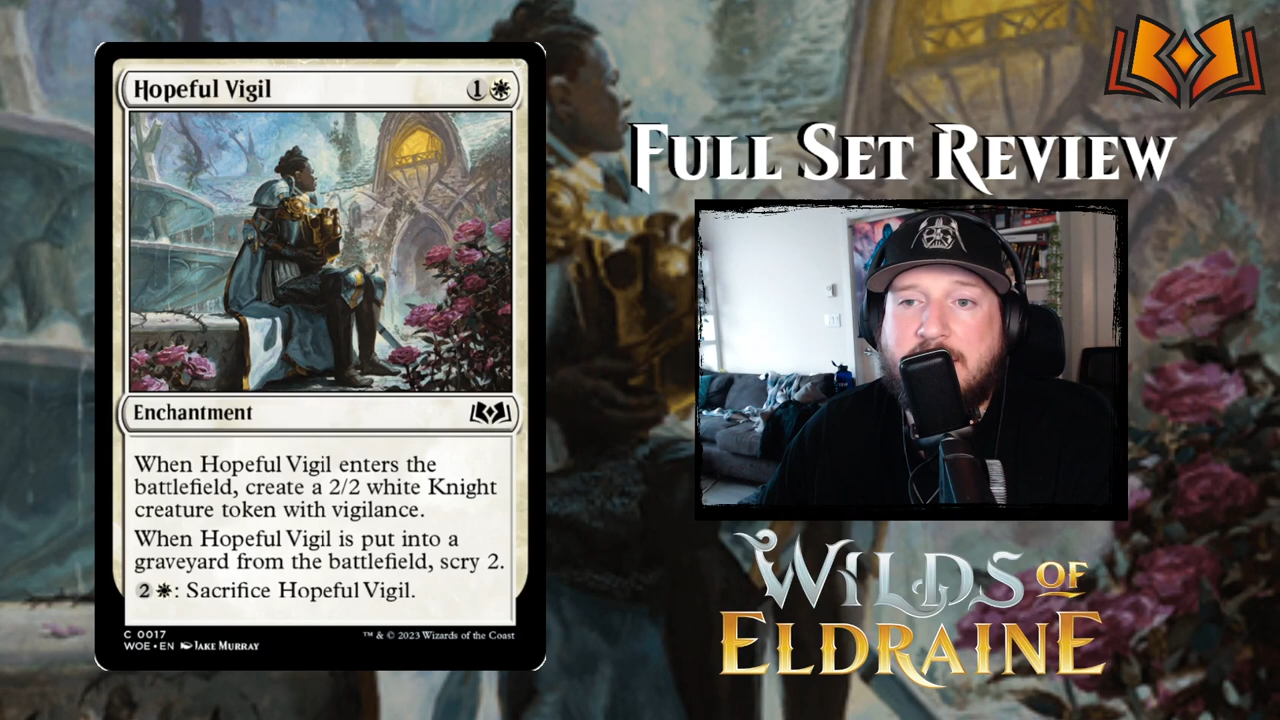 Hopeful Vigil 1
Enchantment
When Hopeful Vigil enters the
battlefield, create a 2/2 white Knight
creature token with vigilance.
When Hopeful Vigil is put into a
graveyard from the battlefield, scry 2.
2 : Sacrifice Hopeful Vigil.
C 0017
WOE • EN JAKE MURRAY
™ & © 2023 Wizards of the Coast
FULL SET REVIEW
WILDS OF
ELDRAINE